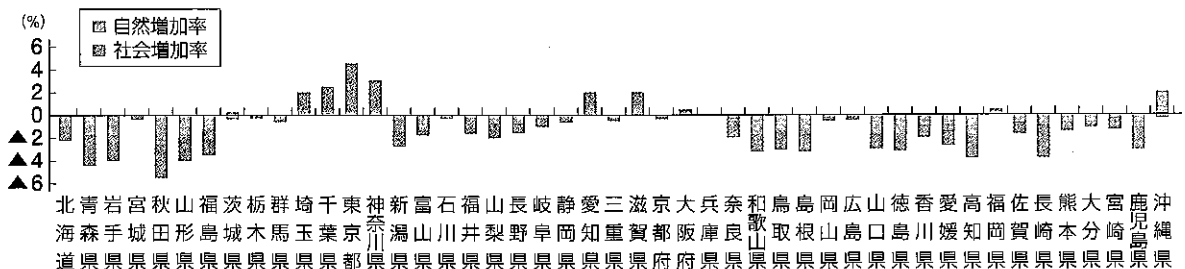 (%)
自然増加率
社会増加率
6
4
2
0
▲2
▲4
▲6
北海道
青森県
岩手県
宮城県
秋田県
山形県
福島県
茨城県
栃木県
群馬県
埼玉県
千葉県
東京都
神奈川県
新潟県
富山県
石川県
福井県
山梨県
長野県
岐阜県
静岡県
愛知県
三重県
滋賀県
京都府
大阪府
兵庫県
奈良県
和歌山県
鳥取県
島根県
岡山県
広島県
山口県
徳島県
香川県
愛媛県
高知県
福岡県
佐賀県
長崎県
熊本県
大分県
宮崎県
鹿児島県
沖縄県